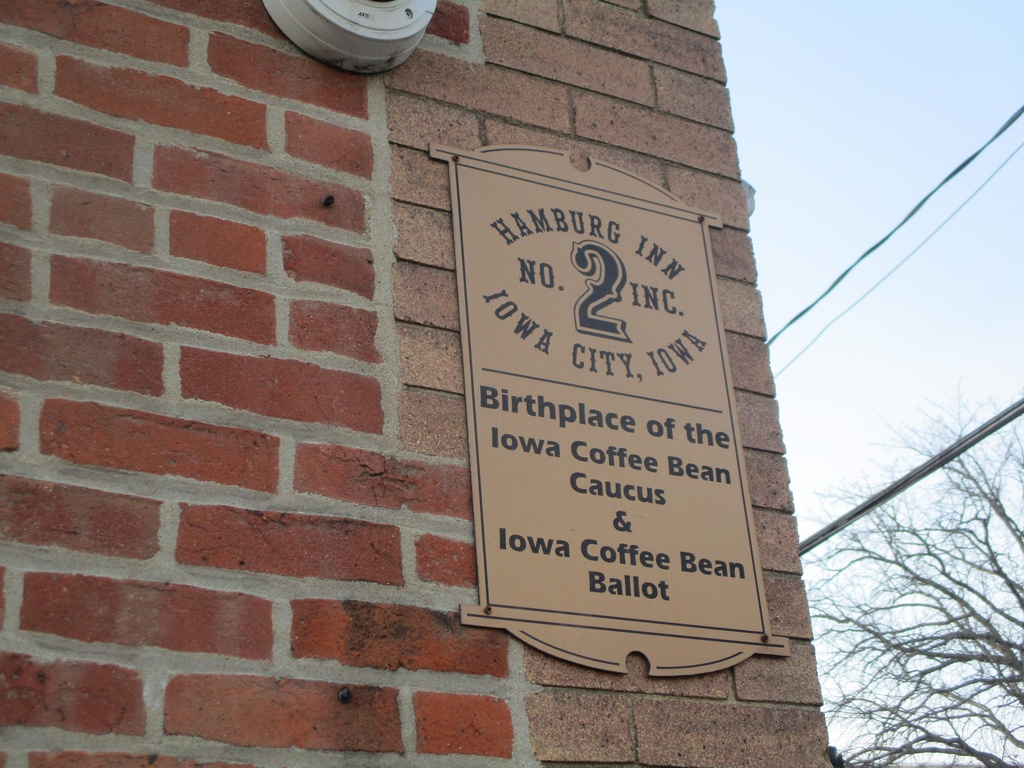 HAMBURG INN
NO. 2 INC.
IOWA CITY, IOWA
Birthplace of the
Iowa Coffee Bean
Caucus
&
Iowa Coffee Bean
Ballot